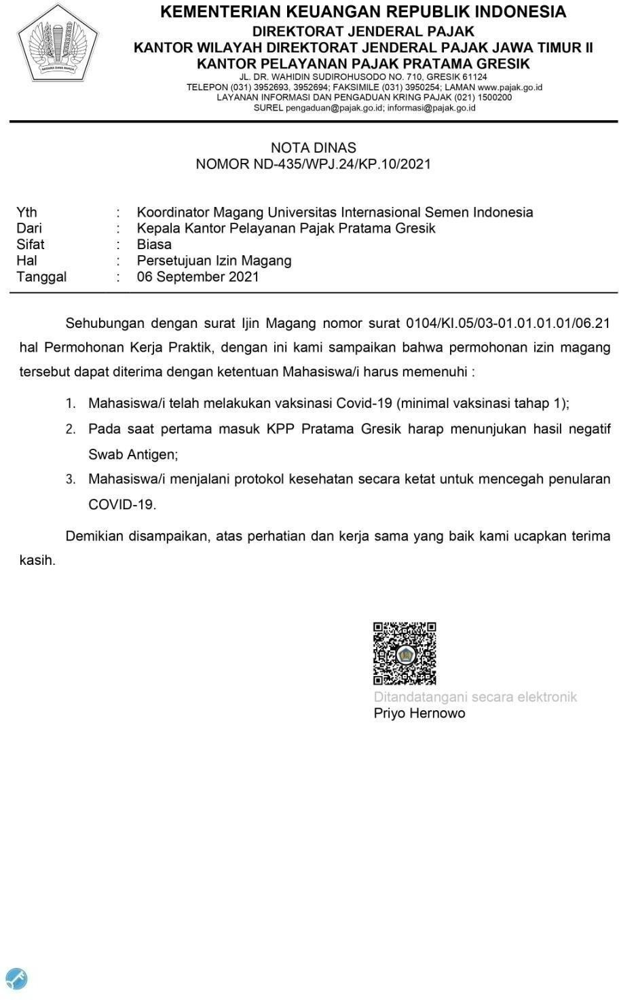 KEMENTERIAN KEUANGAN REPUBLIK INDONESIA
DIREKTORAT JENDERAL PAJAK
KANTOR WILAYAH DIREKTORAT JENDERAL PAJAK JAWA TIMUR II
KANTOR PELAYANAN PAJAK PRATAMA GRESIK
JL. DR. WAHIDIN SUDIROHUSODO NO. 710, GRESIK 61124
TELEPON (031) 3952693, 3952694; FAKSIMILE (031) 3950254; LAMAN www.pajak.go.id
LAYANAN INFORMASI DAN PENGADUAN KRING PAJAK (021) 1500200
SUREL pengaduan@pajak.go.id; informasi@pajak.go.id
NAGARA DANA RAKCA
NOTA DINAS
NOMOR ND-435/WPJ.24/KP.10/2021
Yth : Koordinator Magang Universitas Internasional Semen Indonesia
Dari : Kepala Kantor Pelayanan Pajak Pratama Gresik
Sifat : Biasa
Hal : Persetujuan Izin Magang
Tanggal : 06 September 2021
Sehubungan dengan surat Ijin Magang nomor surat 0104/KI.05/03-01.01.01.01/06.21
hal Permohonan Kerja Praktik, dengan ini kami sampaikan bahwa permohonan izin magang
tersebut dapat diterima dengan ketentuan Mahasiswa/i harus memenuhi :
1. Mahasiswa/i telah melakukan vaksinasi Covid-19 (minimal vaksinasi tahap 1);
2. Pada saat pertama masuk KPP Pratama Gresik harap menunjukan hasil negatif
Swab Antigen;
3. Mahasiswa/i menjalani protokol kesehatan secara ketat untuk mencegah penularan
COVID-19.
Demikian disampaikan, atas perhatian dan kerja sama yang baik kami ucapkan terima
kasih.
Ditandatangani secara elektronik
Priyo Hernowo